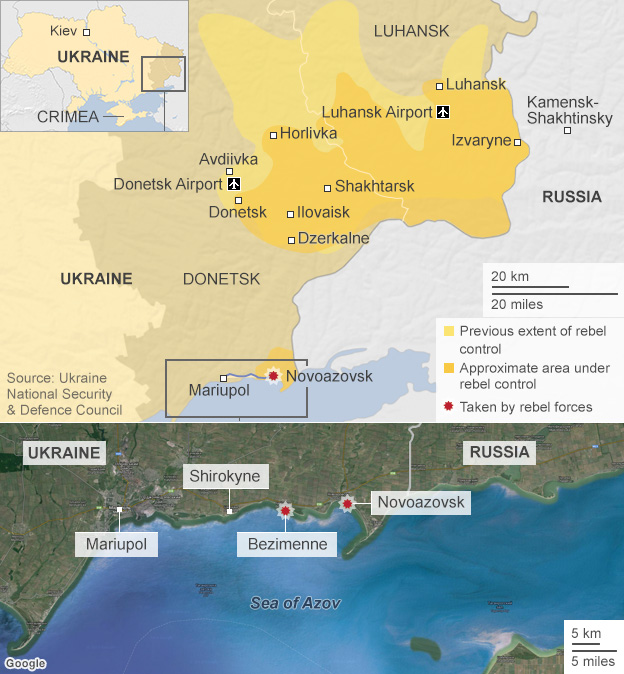 Kiev
UKRAINE
CRIMEA
LUHANSK
Luhansk
Luhansk Airport
Kamensk-
Shakhtinsky
Horlivka
Izvaryne
Avdiivka
Donetsk Airport
Shakhtarsk
RUSSIA
Donetsk
Ilovaisk
Dzerkalne
UKRAINE
DONETSK
20 km
20 miles
Previous extent of rebel
control
Approximate area under
rebel control
Taken by rebel forces
Source: Ukraine
National Security
& Defence Council
Mariupol
Novoazovsk
UKRAINE
RUSSIA
Shirokyne
Novoazovsk
Mariupol
Bezimenne
Sea of Azov
5 km
5 miles
Google